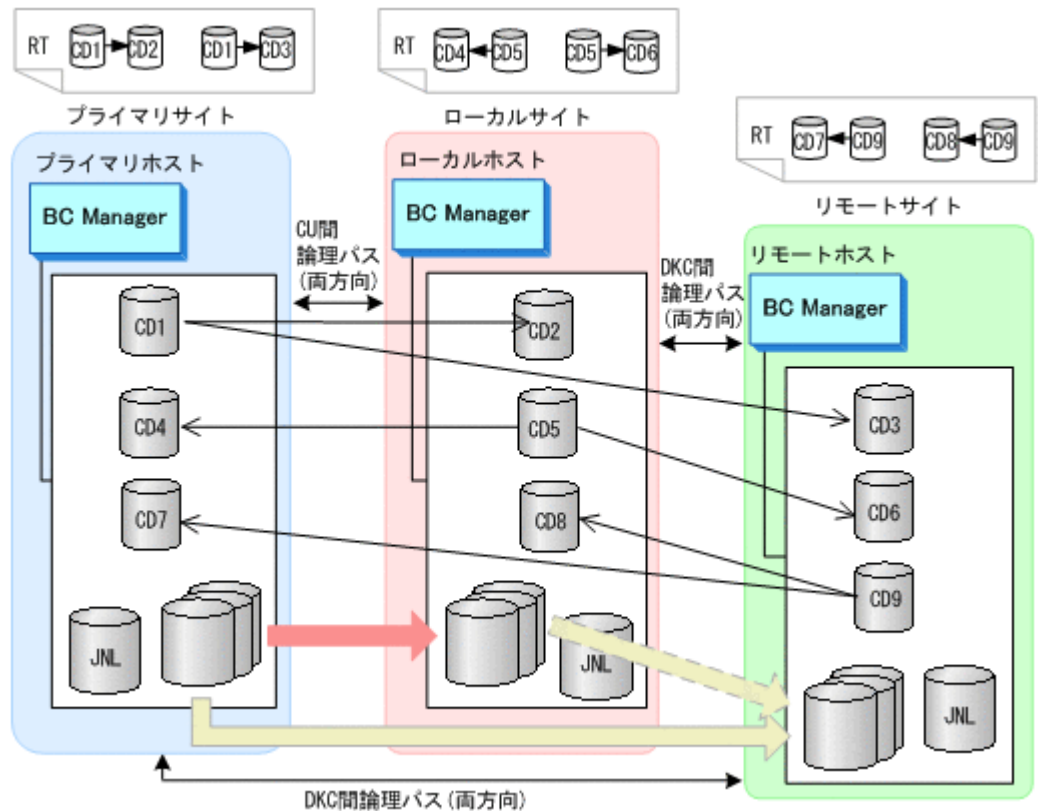 RT CD1 CD2 CD1 CD3
RT CD4 CD5 CD5 CD6
RT CD7 CD9 CD8 CD9
プライマリサイト
プライマリホスト
BC Manager
CD1
CD4
CD7
JNL
CU間
論理パス
(両方向)
ローカルサイト
ローカルホスト
BC Manager
CD2
CD5
CD8
JNL
DKC間
論理パス
(両方向)
リモートサイト
リモートホスト
BC Manager
CD3
CD6
CD9
JNL
DKC間論理パス(両方向)